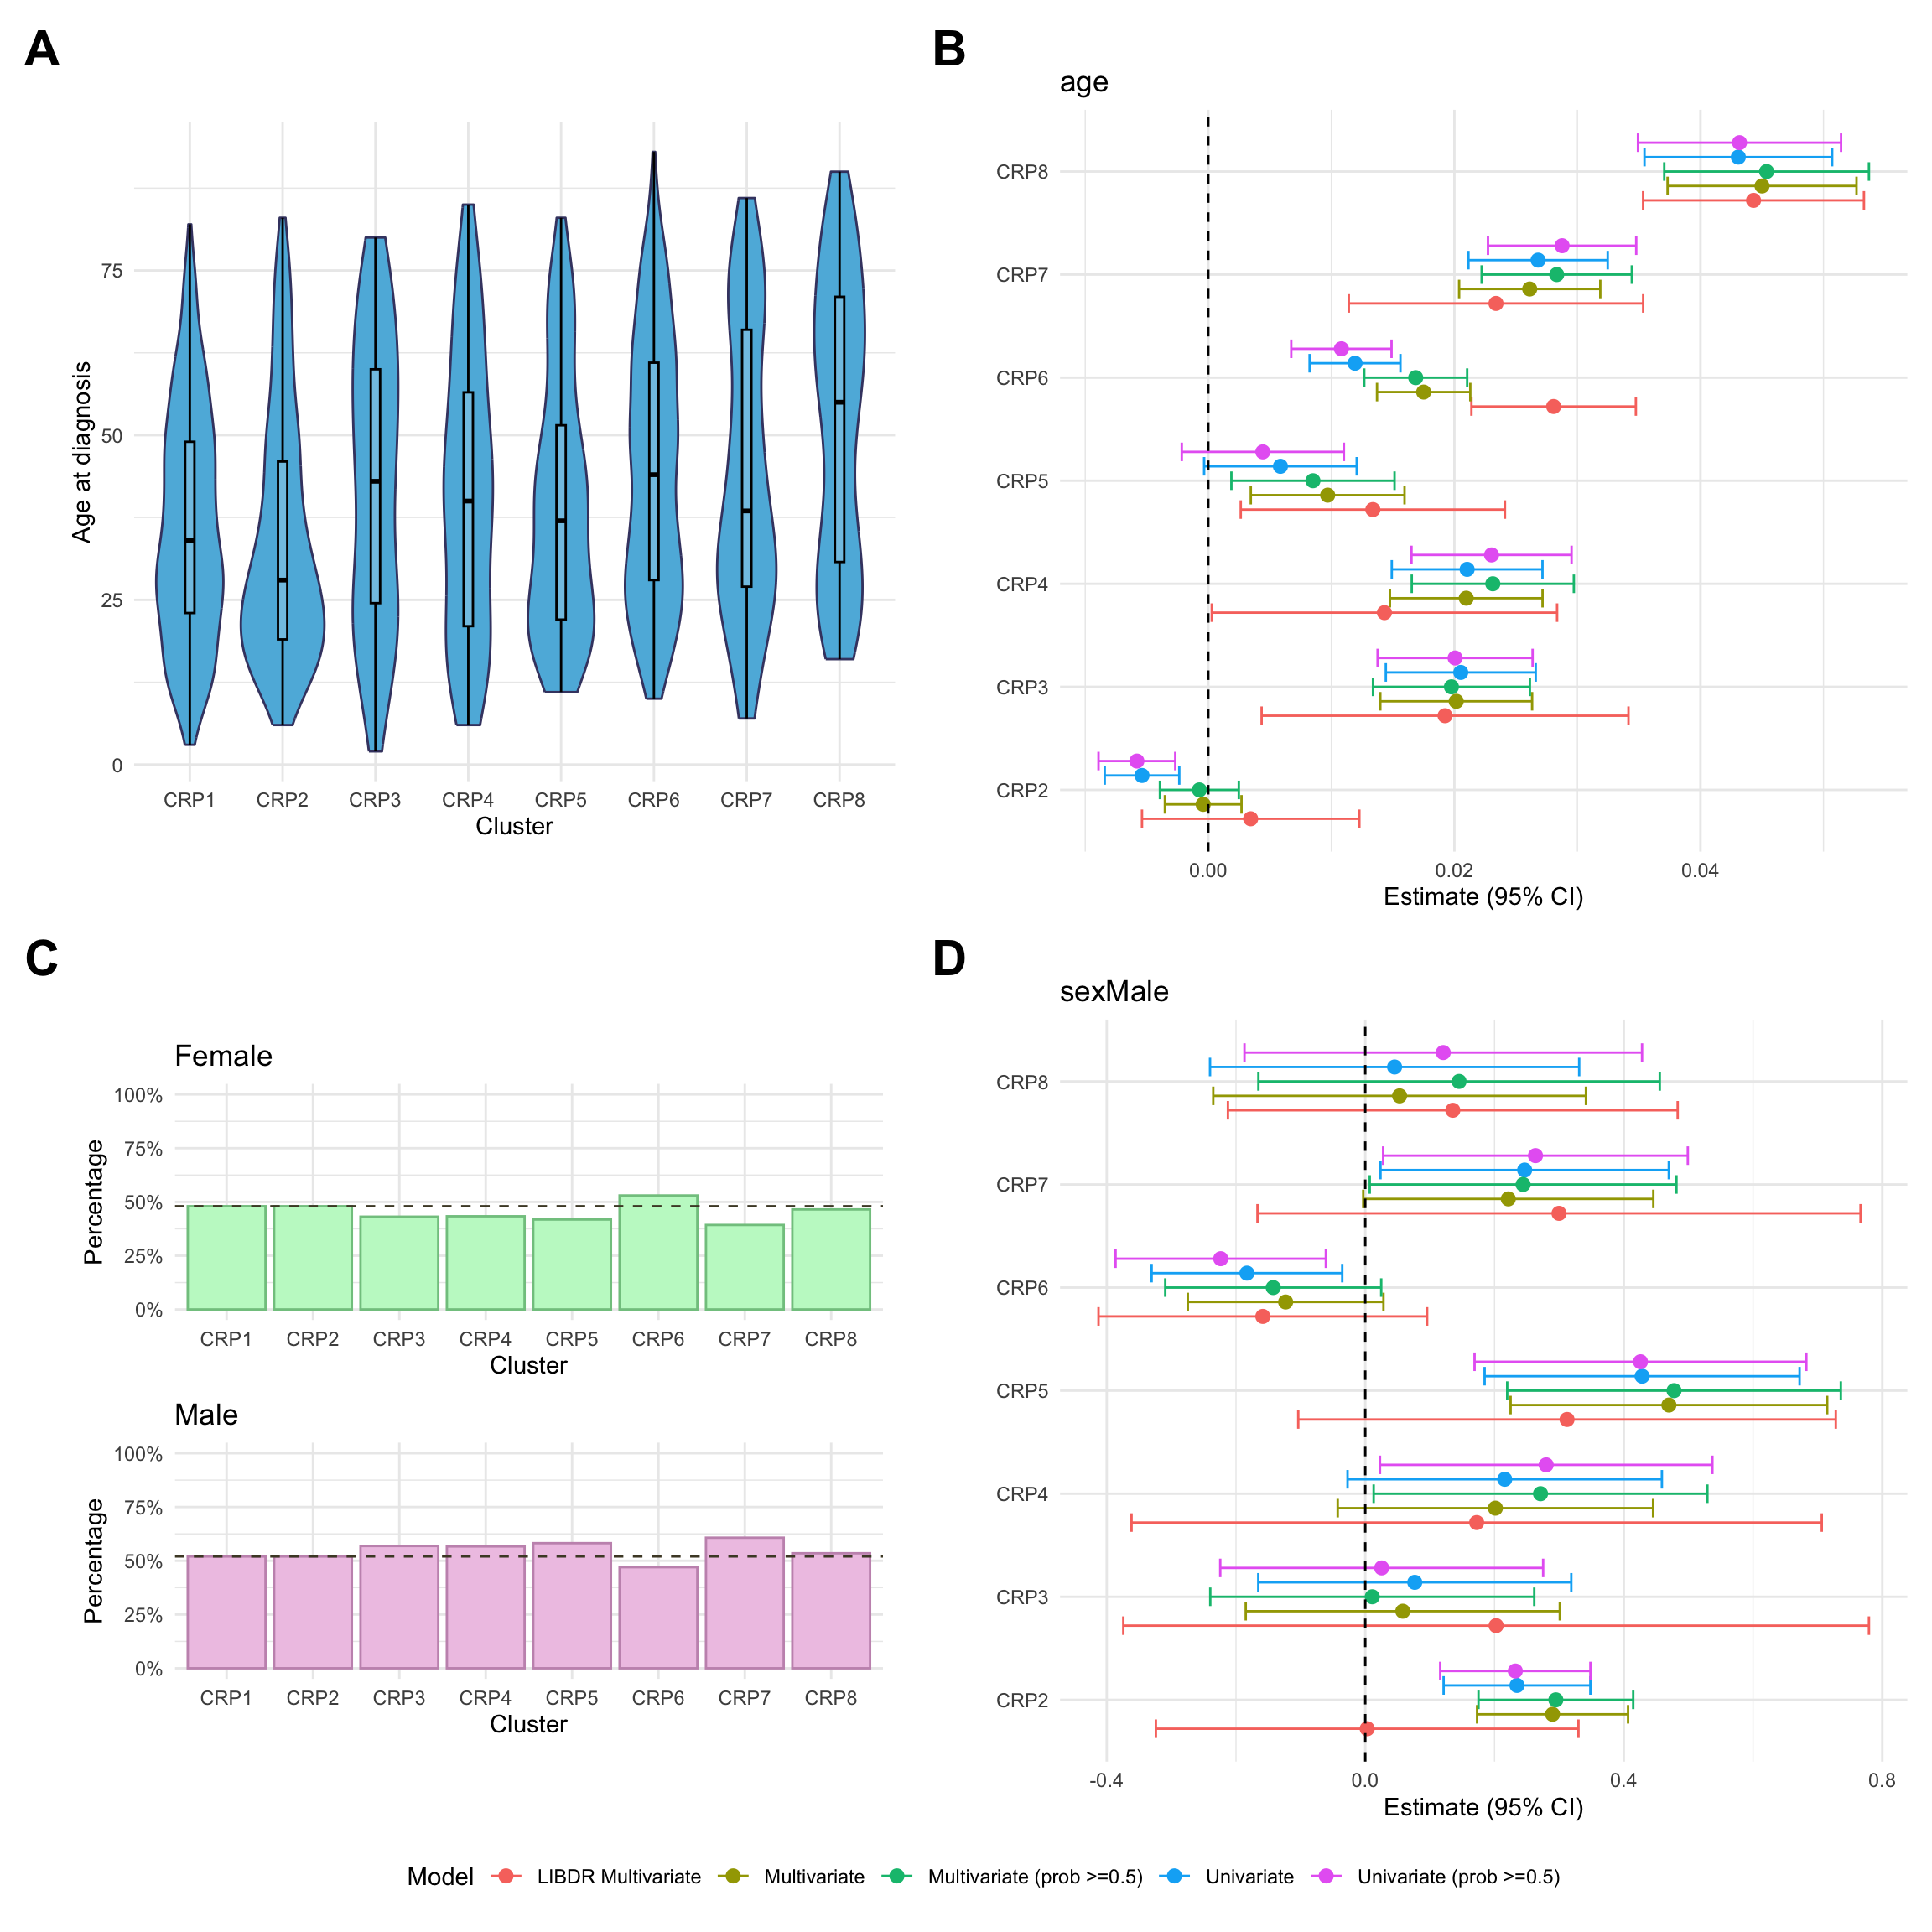 A
Age at diagnosis
75
50
25
0
CRP1 CRP2 CRP3 CRP4 CRP5 CRP6 CRP7 CRP8
Cluster
B
age
CRP8
CRP7
CRP6
CRP5
CRP4
CRP3
CRP2
0.00 0.02 0.04
Estimate (95% CI)
C
Female
Percentage
100%
75%
50%
25%
0%
CRP1 CRP2 CRP3 CRP4 CRP5 CRP6 CRP7 CRP8
Cluster
Male
Percentage
100%
75%
50%
25%
0%
CRP1 CRP2 CRP3 CRP4 CRP5 CRP6 CRP7 CRP8
Cluster
D
sexMale
CRP8
CRP7
CRP6
CRP5
CRP4
CRP3
CRP2
-0.4 0.0 0.4 0.8
Estimate (95% CI)
Model LIBDR Multivariate Multivariate Multivariate (prob >=0.5) Univariate Univariate (prob >=0.5)